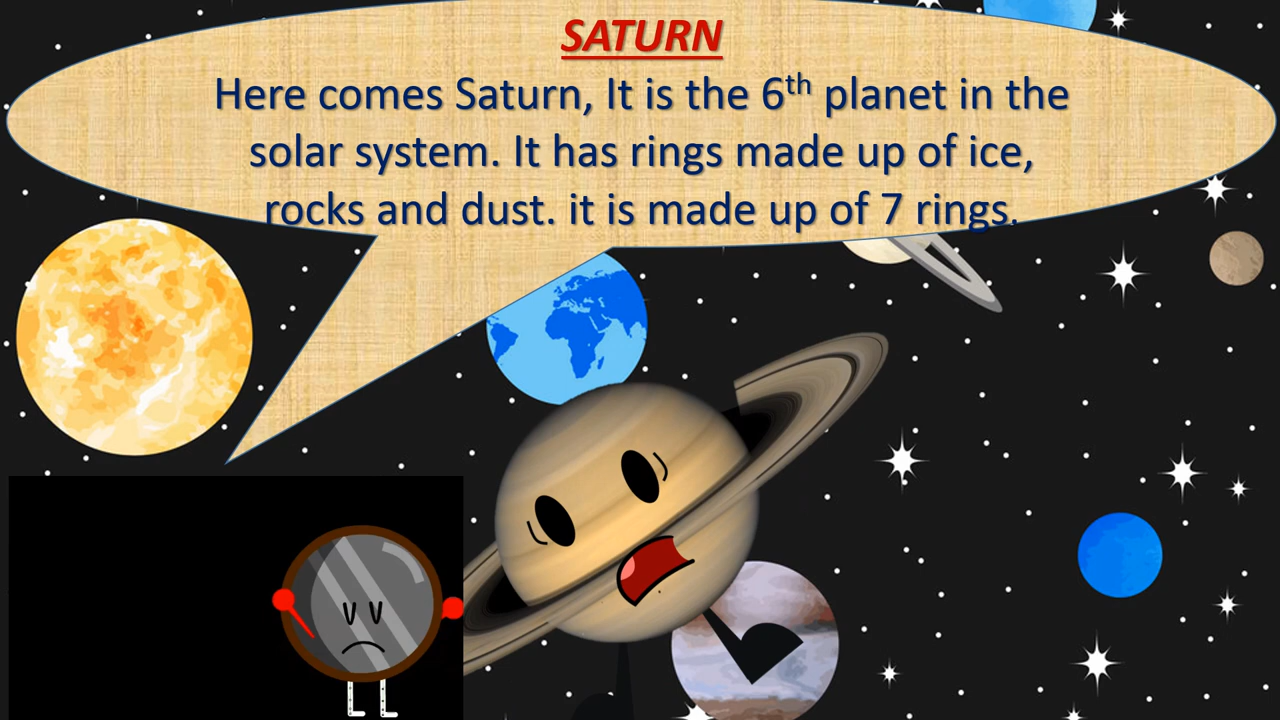 SATURN
Here comes Saturn, It is the 6th planet in the
solar system. It has rings made up of ice,
rocks and dust. it is made up of 7 rings.